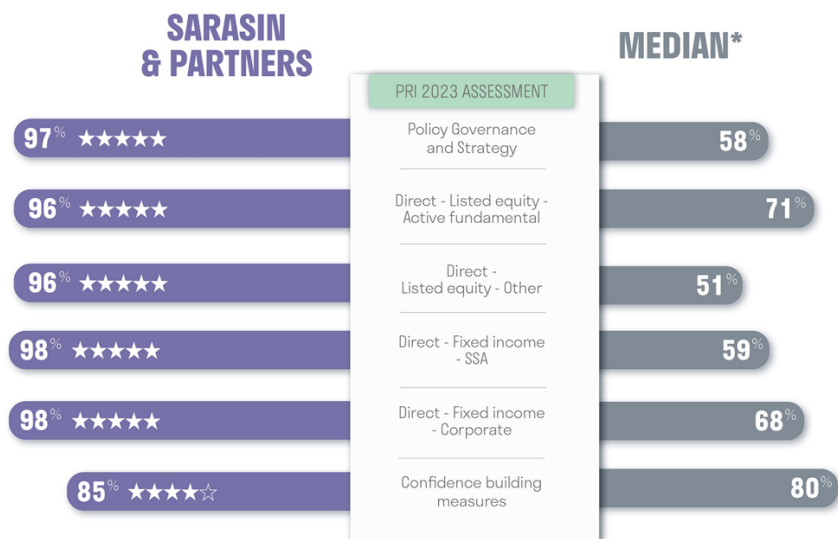 SARASIN
& PARTNERS
MEDIAN*
PRI 2023 ASSESSMENT
97% ★★★★★
Policy Governance
and Strategy
58%
96% ★★★★★
Direct - Listed equity -
Active fundamental
71%
96% ★★★★★
Direct -
Listed equity - Other
51%
98% ★★★★★
Direct - Fixed income
- SSA
59%
98% ★★★★★
Direct - Fixed income
- Corporate
68%
85% ★★★★☆
Confidence building
measures
80%